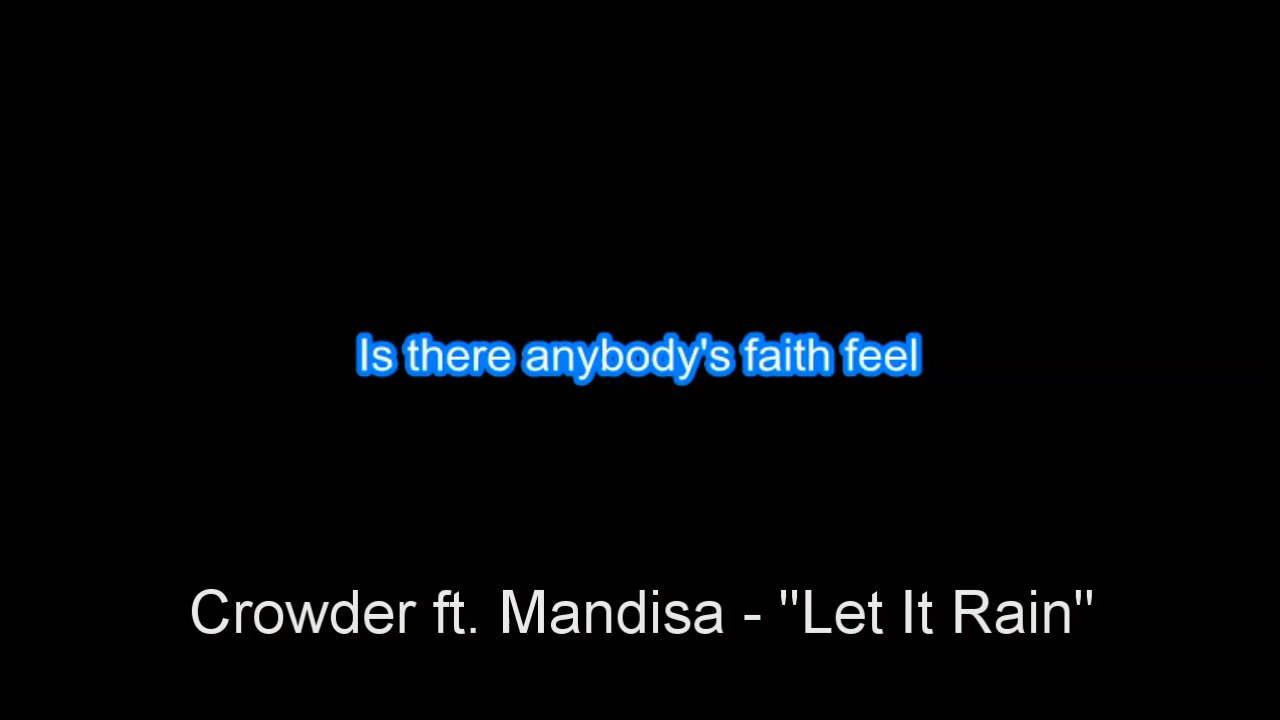 Is there anybody's faith feel
Crowder ft. Mandisa - "Let It Rain"